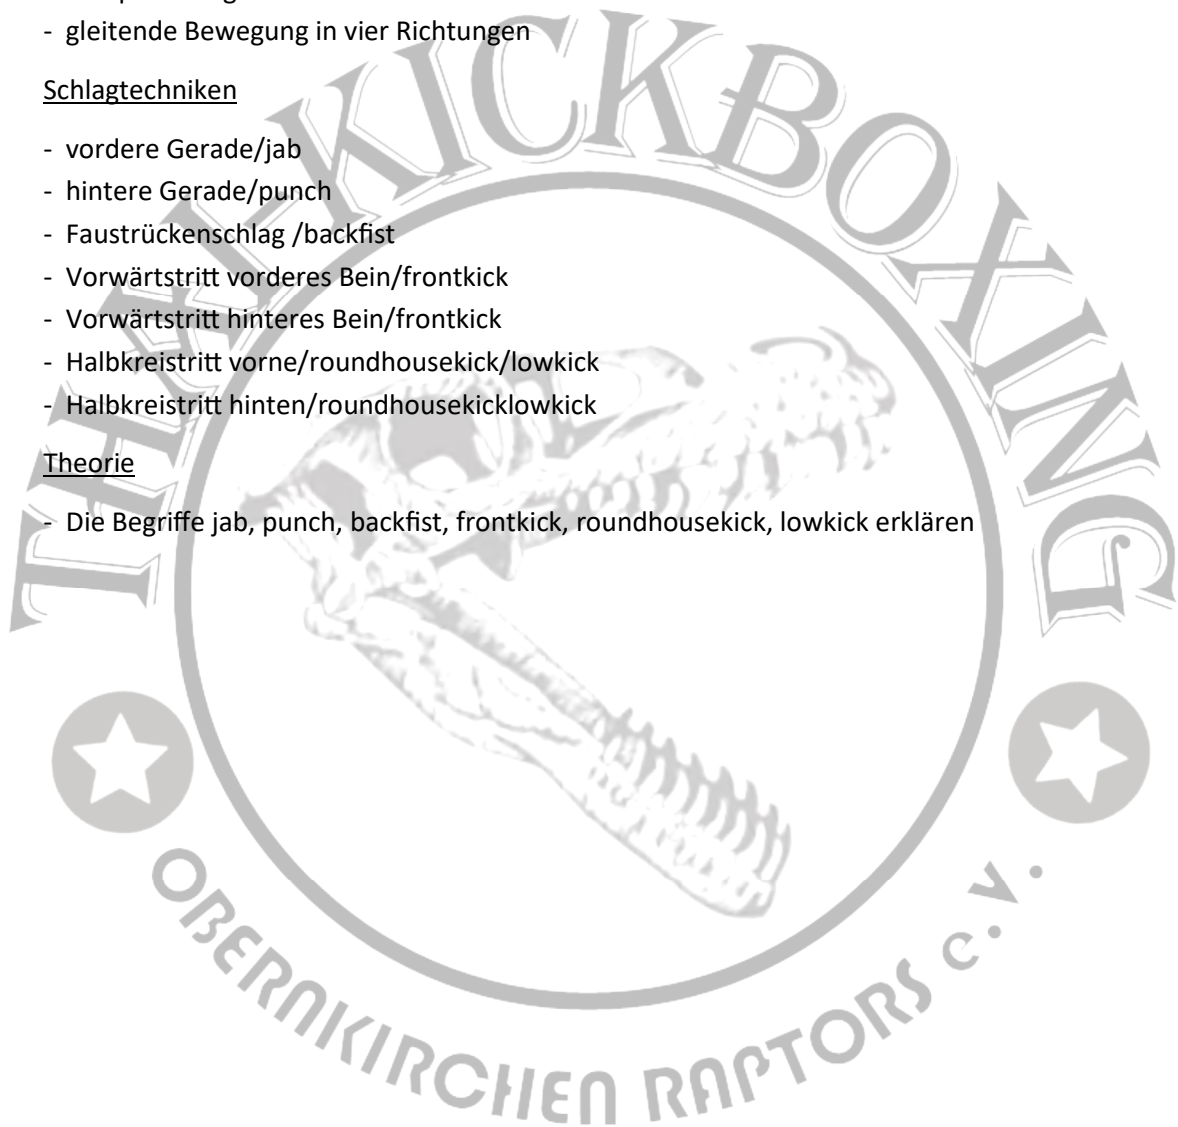 - gleitende Bewegung in vier Richtungen
Schlagtechniken
- vordere Gerade/jab
- hintere Gerade/punch
- Faustrückenschlag /backfist
- Vorwärtstritt vorderes Bein/frontkick
- Vorwärtstritt hinteres Bein/frontkick
- Halbkreistritt vorne/roundhousekick/lowkick
- Halbkreistritt hinten/roundhousekicklowkick
Theorie
- Die Begriffe jab, punch, backfist, frontkick, roundhousekick, lowkick erklären
THAI-KICKBOXING
OBERNKIRCHEN RAPTORS e.V.